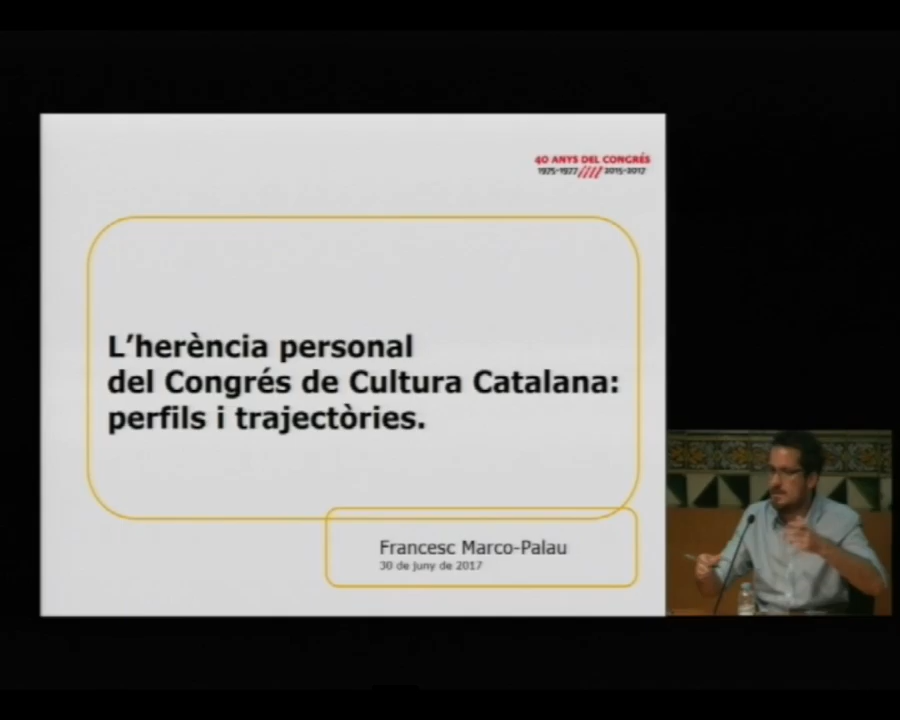 40 ANYS DEL CONGRÉS
1975-1977 2015-2017
L'herència personal
del Congrés de Cultura Catalana:
perfils i trajectòries.
Francesc Marco-Palau
30 de juny de 2017